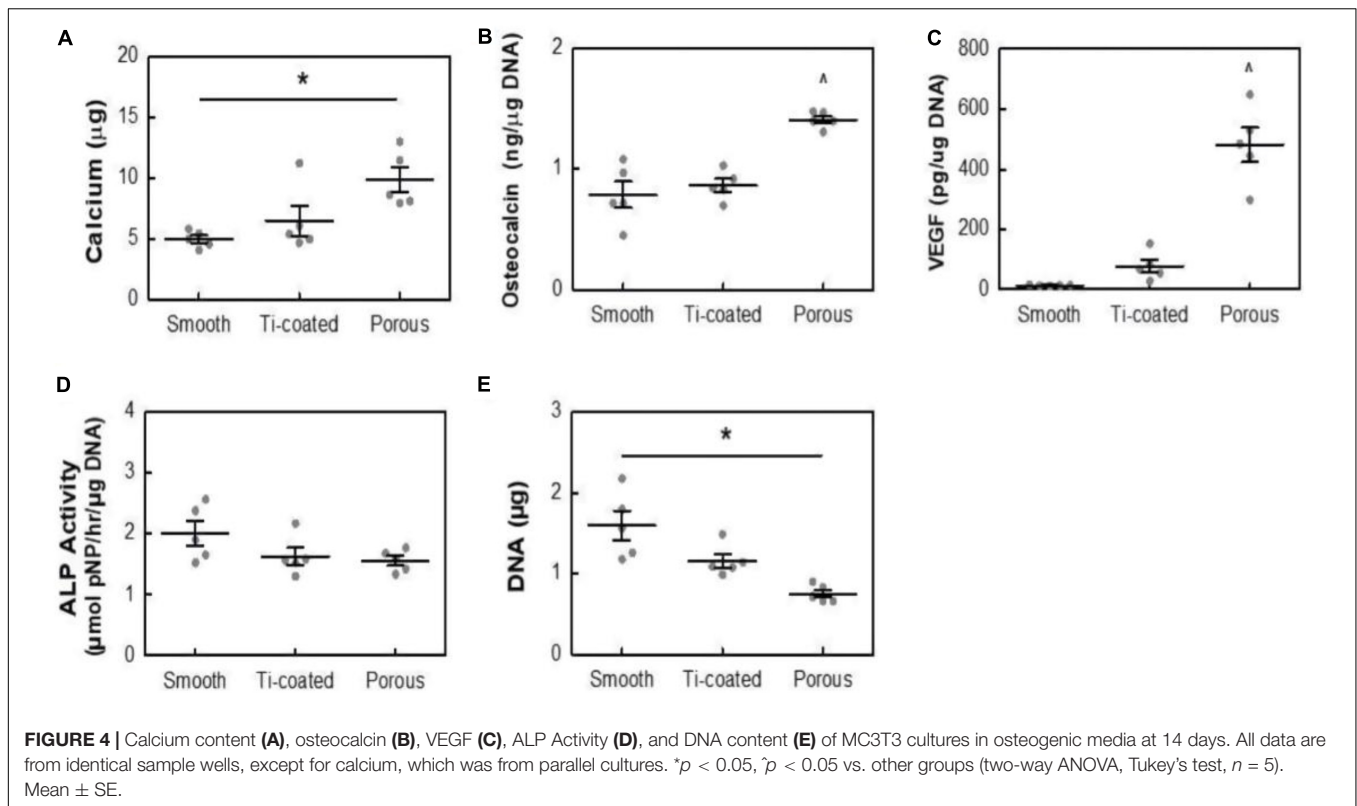 A
Calcium (µg)
20
15
10
5
0
*
Smooth Ti-coated Porous
B
Osteocalcin (ng/µg DNA)
2
1
0
^
Smooth Ti-coated Porous
C
VEGF (pg/ug DNA)
800
600
400
200
0
^
Smooth Ti-coated Porous
D
ALP Activity
(µmol pNP/hr/µg DNA)
4
3
2
1
0
Smooth Ti-coated Porous
E
DNA (µg)
3
2
1
0
*
Smooth Ti-coated Porous
FIGURE 4 | Calcium content (A), osteocalcin (B), VEGF (C), ALP Activity (D), and DNA content (E) of MC3T3 cultures in osteogenic media at 14 days. All data are
from identical sample wells, except for calcium, which was from parallel cultures. *p < 0.05, ^p < 0.05 vs. other groups (two-way ANOVA, Tukey’s test, n = 5).
Mean ± SE.